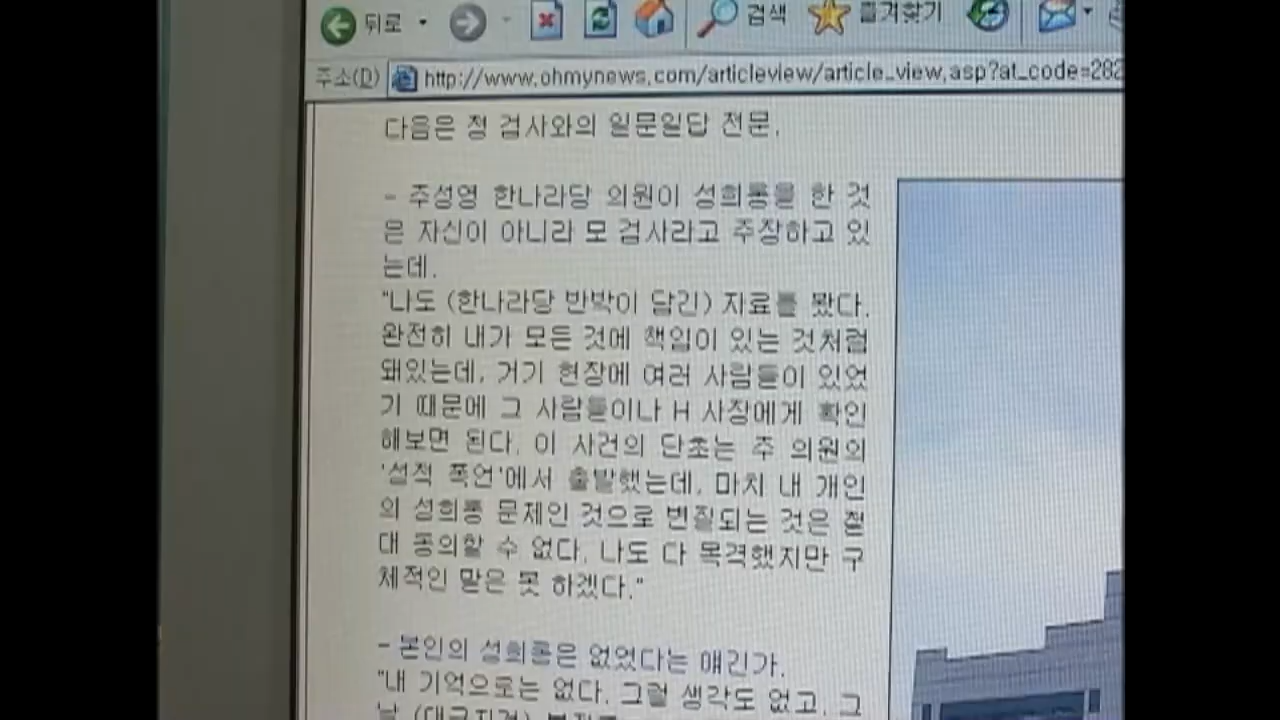 뒤로 검색 즐겨찾기
주소(D) http://www.ohmynews.com/articleview/article_view.asp?at_code=282
다음은 정 검사와의 일문일답 전문.
- 주성영 한나라당 의원이 성희롱을 한 것
은 자신이 아니라 모 검사라고 주장하고 있
는데.
"나도 (한나라당 반박이 담긴) 자료를 봤다.
완전히 내가 모든 것에 책임이 있는 것처럼
돼있는데, 거기 현장에 여러 사람들이 있었
기 때문에 그 사람들이나 H 사장에게 확인
해보면 된다. 이 사건의 단초는 주 의원의
'성적 폭언'에서 출발했는데, 마치 내 개인
의 성희롱 문제인 것으로 변질되는 것은 절
대 동의할 수 없다. 나도 다 목격했지만 구
체적인 말은 못 하겠다."
- 본인의 성희롱은 없었다는 얘긴가.
"내 기억으로는 없다. 그럴 생각도 없고, 그
날 (대구지검)